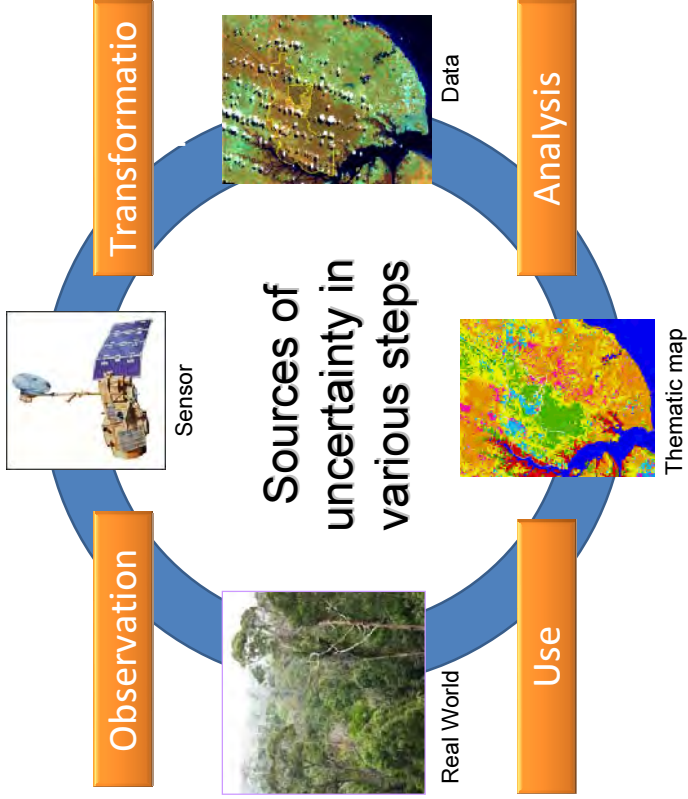 Observation
Transformatio
Sensor
Sources of
uncertainty in
various steps
Real World
Data
Use
Analysis
Thematic map